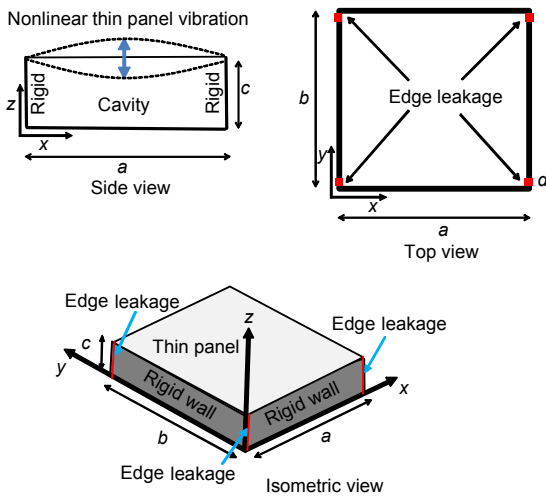 Nonlinear thin panel vibration
Rigid
Cavity
Rigid
c
z
x
a
Side view
b
Edge leakage
y
x
d
a
Top view
Edge leakage
c
y
Thin panel
z
Edge leakage
x
Rigid wall
Rigid wall
b
a
Edge leakage
Isometric view